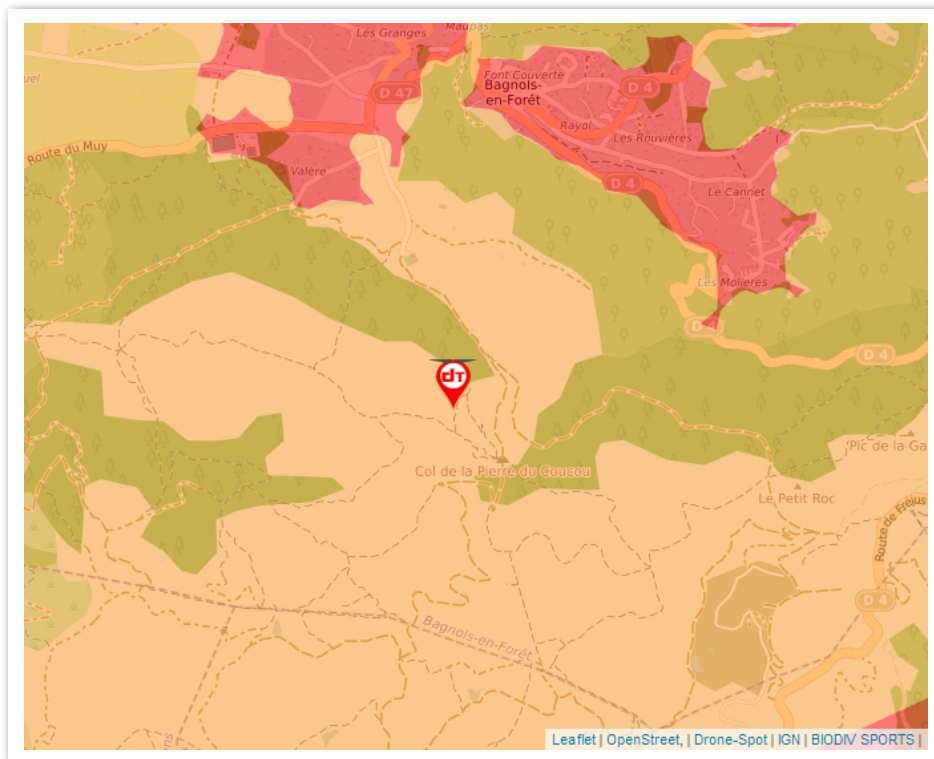 Les Granges
Maupas
uel
D 47
Font Couverte
Bagnols-
en-Forêt
D 4
Rayol
Les Rouvières
Route du Muy
Valère
D 4
Le Cannet
Les Molières
D 4
D 4
dT
Col de la Pierre du Coucou
Pic de la Ga
Le Petit Roc
Route de Fréjus
D 4
Bagnols-en-Forêt
ons
Leaflet | OpenStreet, | Drone-Spot | IGN | BIODIV SPORTS |